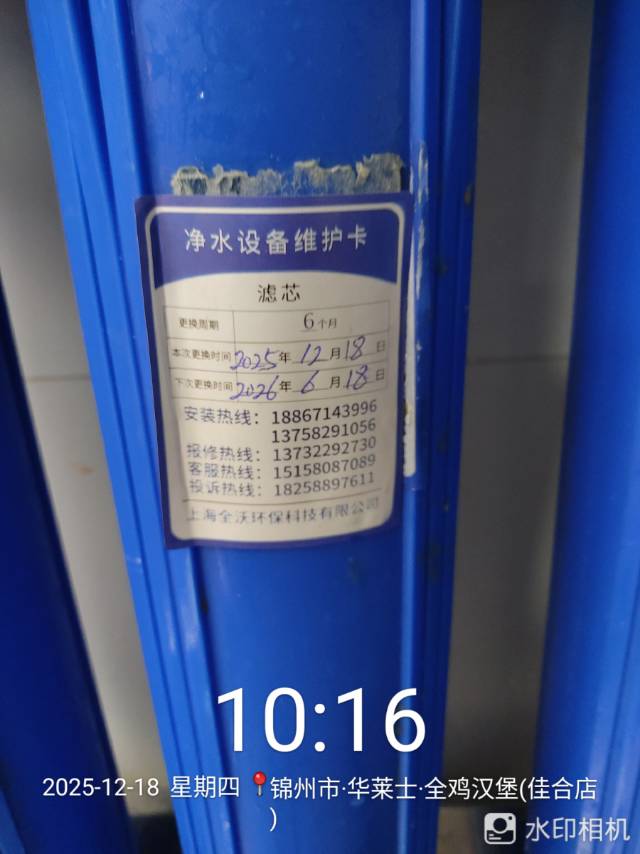 净水设备维护卡
滤芯
更换周期 6个月
本次更换时间 2025年 12月18日
下次更换时间 2026年 6月18日
安装热线：18867143996
13758291056
报修热线：13732292730
客服热线：15158087089
投诉热线：18258897611
上海全沃环保科技有限公司
10:16
2025-12-18 星期四 锦州市·华莱士·全鸡汉堡(佳合店
)
水印相机